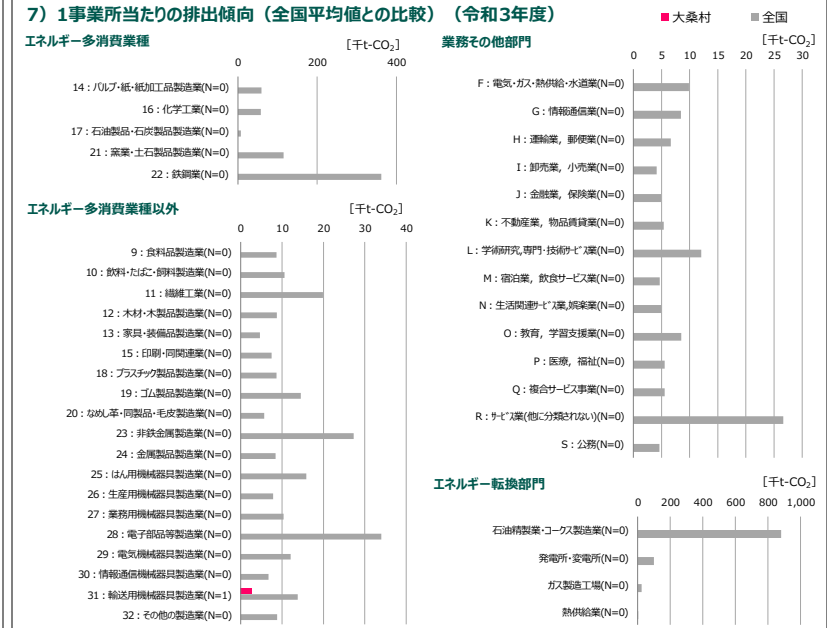 7）1事業所当たりの排出傾向（全国平均値との比較）（令和3年度）
■大桑村 ■全国
エネルギー多消費業種
［千t-CO₂］
0 200 400
14：パルプ・紙・紙加工品製造業(N=0)
16：化学工業(N=0)
17：石油製品・石炭製品製造業(N=0)
21：窯業・土石製品製造業(N=0)
22：鉄鋼業(N=0)
エネルギー多消費業種以外
［千t-CO₂］
0 10 20 30 40
9：食料品製造業(N=0)
10：飲料・たばこ・飼料製造業(N=0)
11：繊維工業(N=0)
12：木材・木製品製造業(N=0)
13：家具・装備品製造業(N=0)
15：印刷・同関連業(N=0)
18：プラスチック製品製造業(N=0)
19：ゴム製品製造業(N=0)
20：なめし革・同製品・毛皮製造業(N=0)
23：非鉄金属製造業(N=0)
24：金属製品製造業(N=0)
25：はん用機械器具製造業(N=0)
26：生産用機械器具製造業(N=0)
27：業務用機械器具製造業(N=0)
28：電子部品等製造業(N=0)
29：電気機械器具製造業(N=0)
30：情報通信機械器具製造業(N=0)
31：輸送用機械器具製造業(N=1)
32：その他の製造業(N=0)
業務その他部門
［千t-CO₂］
0 5 10 15 20 25 30
F：電気・ガス・熱供給・水道業(N=0)
G：情報通信業(N=0)
H：運輸業，郵便業(N=0)
I：卸売業，小売業(N=0)
J：金融業，保険業(N=0)
K：不動産業，物品賃貸業(N=0)
L：学術研究,専門・技術ｻｰﾋﾞｽ業(N=0)
M：宿泊業，飲食サービス業(N=0)
N：生活関連ｻｰﾋﾞｽ業,娯楽業(N=0)
O：教育，学習支援業(N=0)
P：医療，福祉(N=0)
Q：複合サービス事業(N=0)
R：ｻｰﾋﾞｽ業(他に分類されない)(N=0)
S：公務(N=0)
エネルギー転換部門
［千t-CO₂］
0 200 400 600 800 1,000
石油精製業・コークス製造業(N=0)
発電所・変電所(N=0)
ガス製造工場(N=0)
熱供給業(N=0)